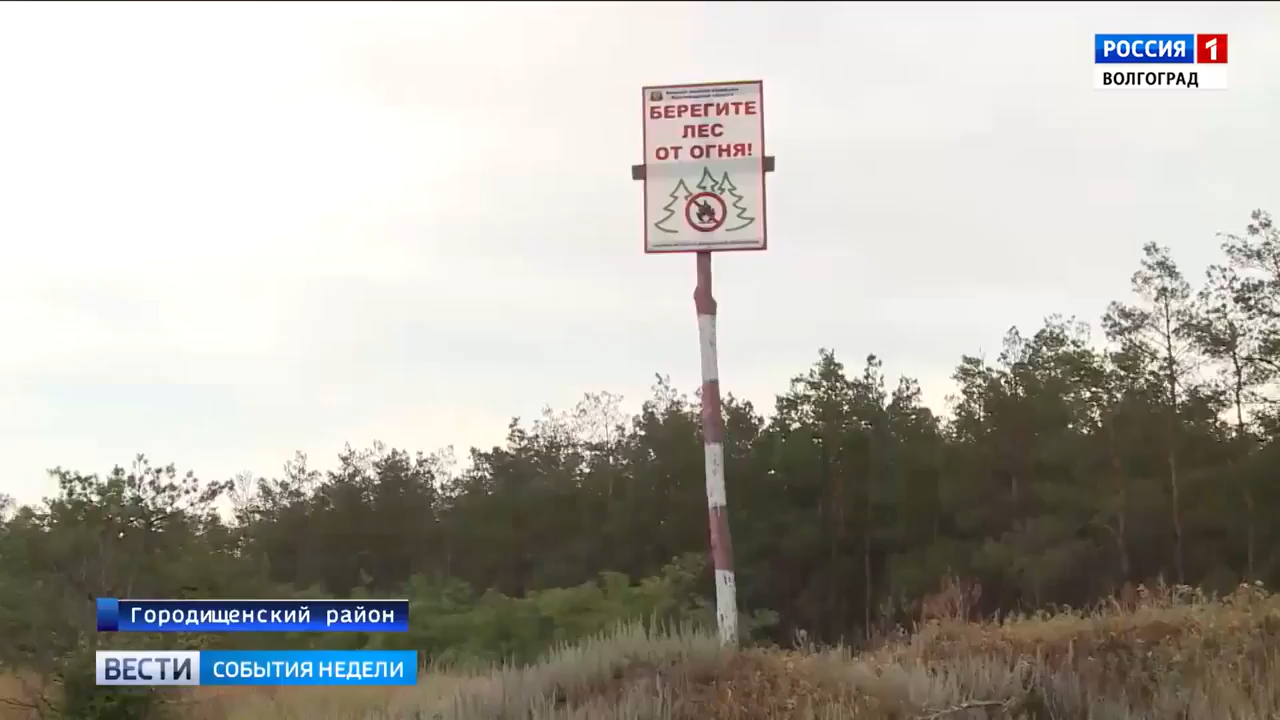 РОССИЯ 1
ВОЛГОГРАД
БЕРЕГИТЕ
ЛЕС
ОТ ОГНЯ!
Городищенский район
ВЕСТИ СОБЫТИЯ НЕДЕЛИ